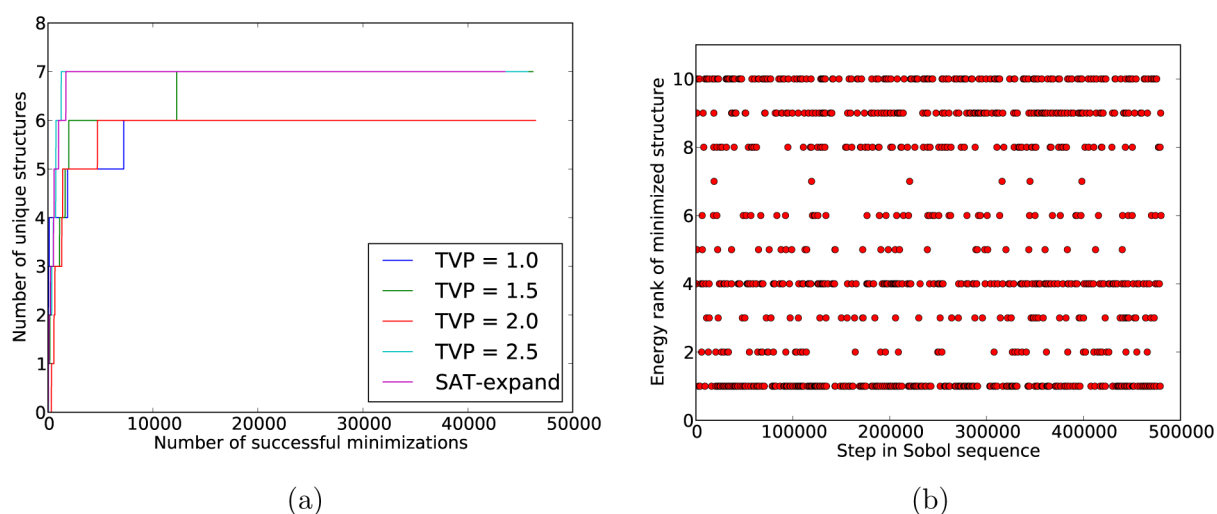 8
7
6
5
4
3
2
1
0
Number of unique structures
0 10000 20000 30000 40000 50000
Number of successful minimizations
TVP = 1.0
TVP = 1.5
TVP = 2.0
TVP = 2.5
SAT-expand
(a)
10
8
6
4
2
0
Energy rank of minimized structure
0 100000 200000 300000 400000 500000
Step in Sobol sequence
(b)